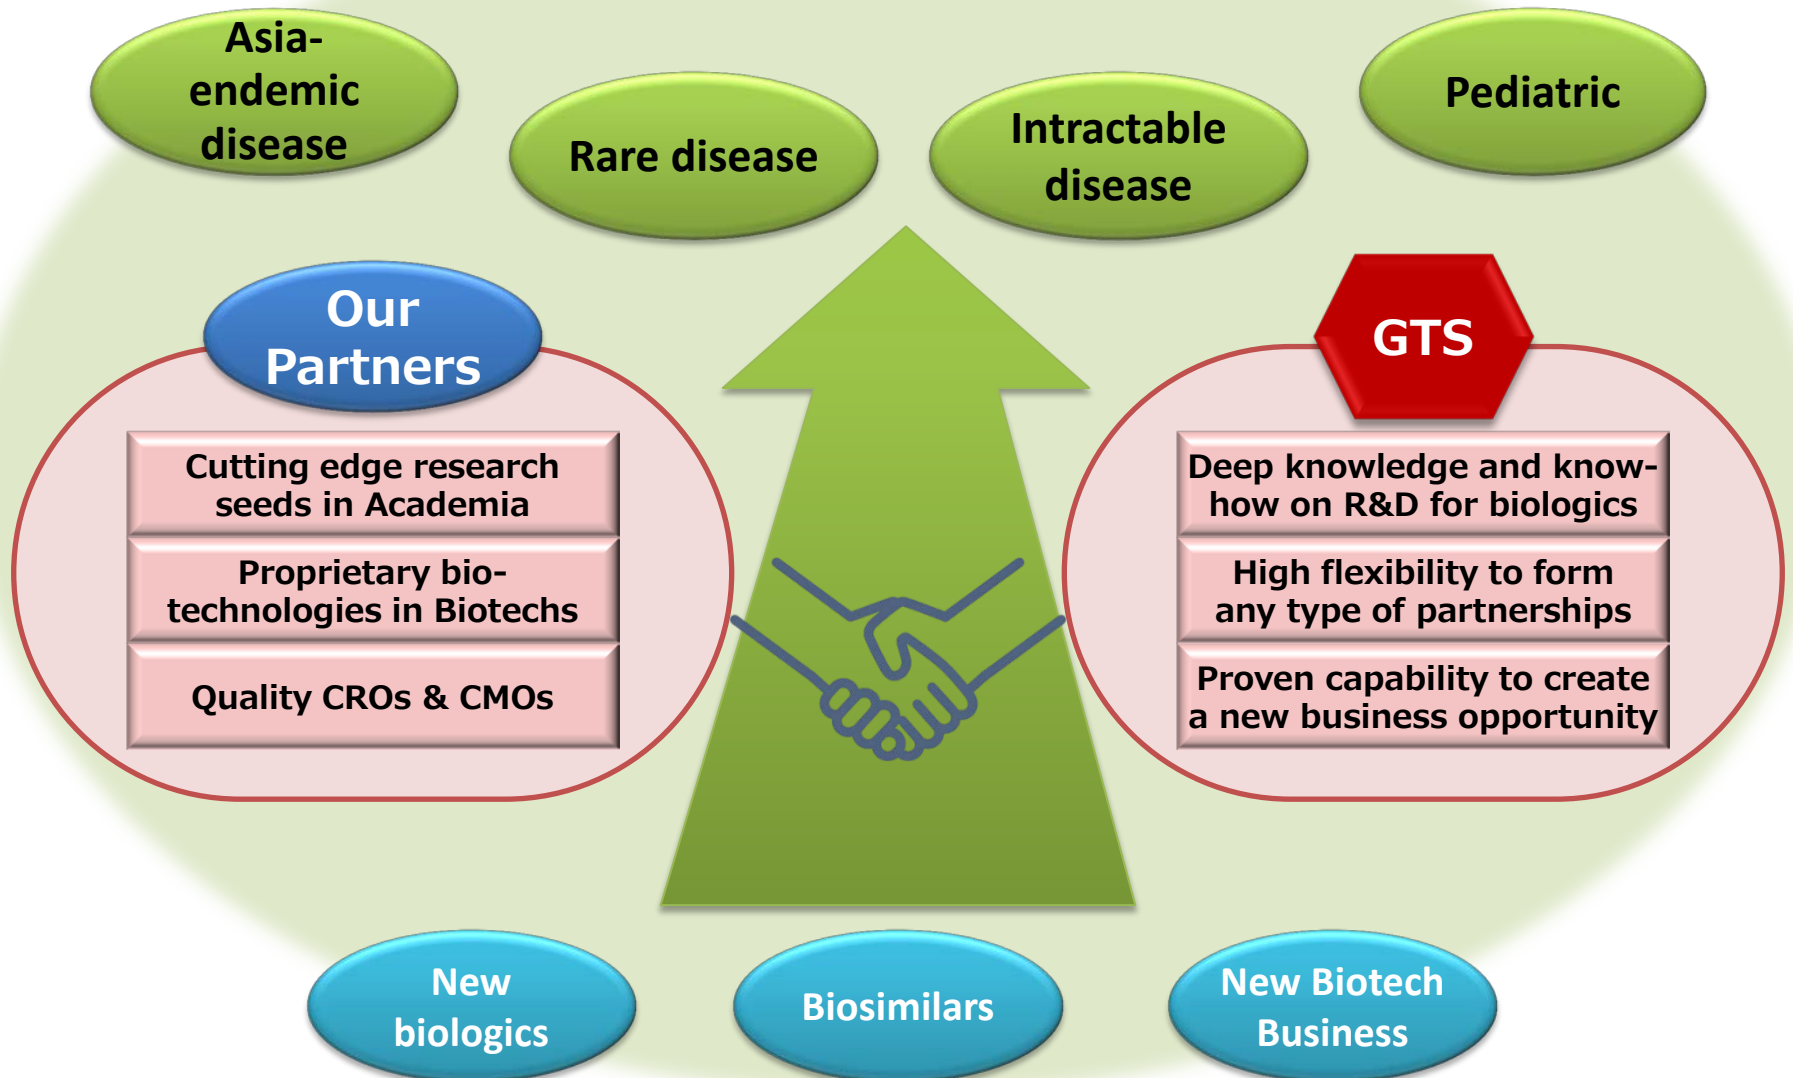 Asia-
endemic
disease
Rare disease
Intractable
disease
Pediatric
Our
Partners
Cutting edge research
seeds in Academia
Proprietary bio-
technologies in Biotechs
Quality CROs & CMOs
GTS
Deep knowledge and know-
how on R&D for biologics
High flexibility to form
any type of partnerships
Proven capability to create
a new business opportunity
New
biologics
Biosimilars
New Biotech
Business